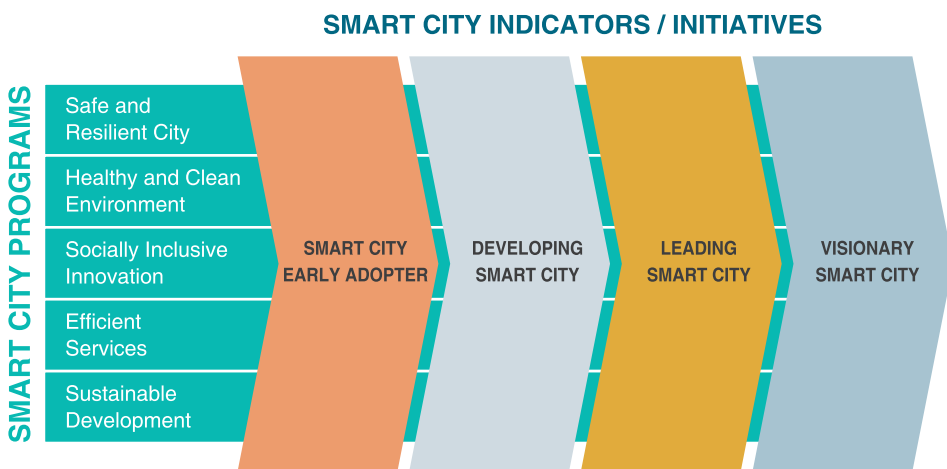 SMART CITY INDICATORS / INITIATIVES
SMART CITY PROGRAMS
Safe and
Resilient City
Healthy and Clean
Environment
Socially Inclusive
Innovation
Efficient
Services
Sustainable
Development
SMART CITY
EARLY ADOPTER
DEVELOPING
SMART CITY
LEADING
SMART CITY
VISIONARY
SMART CITY